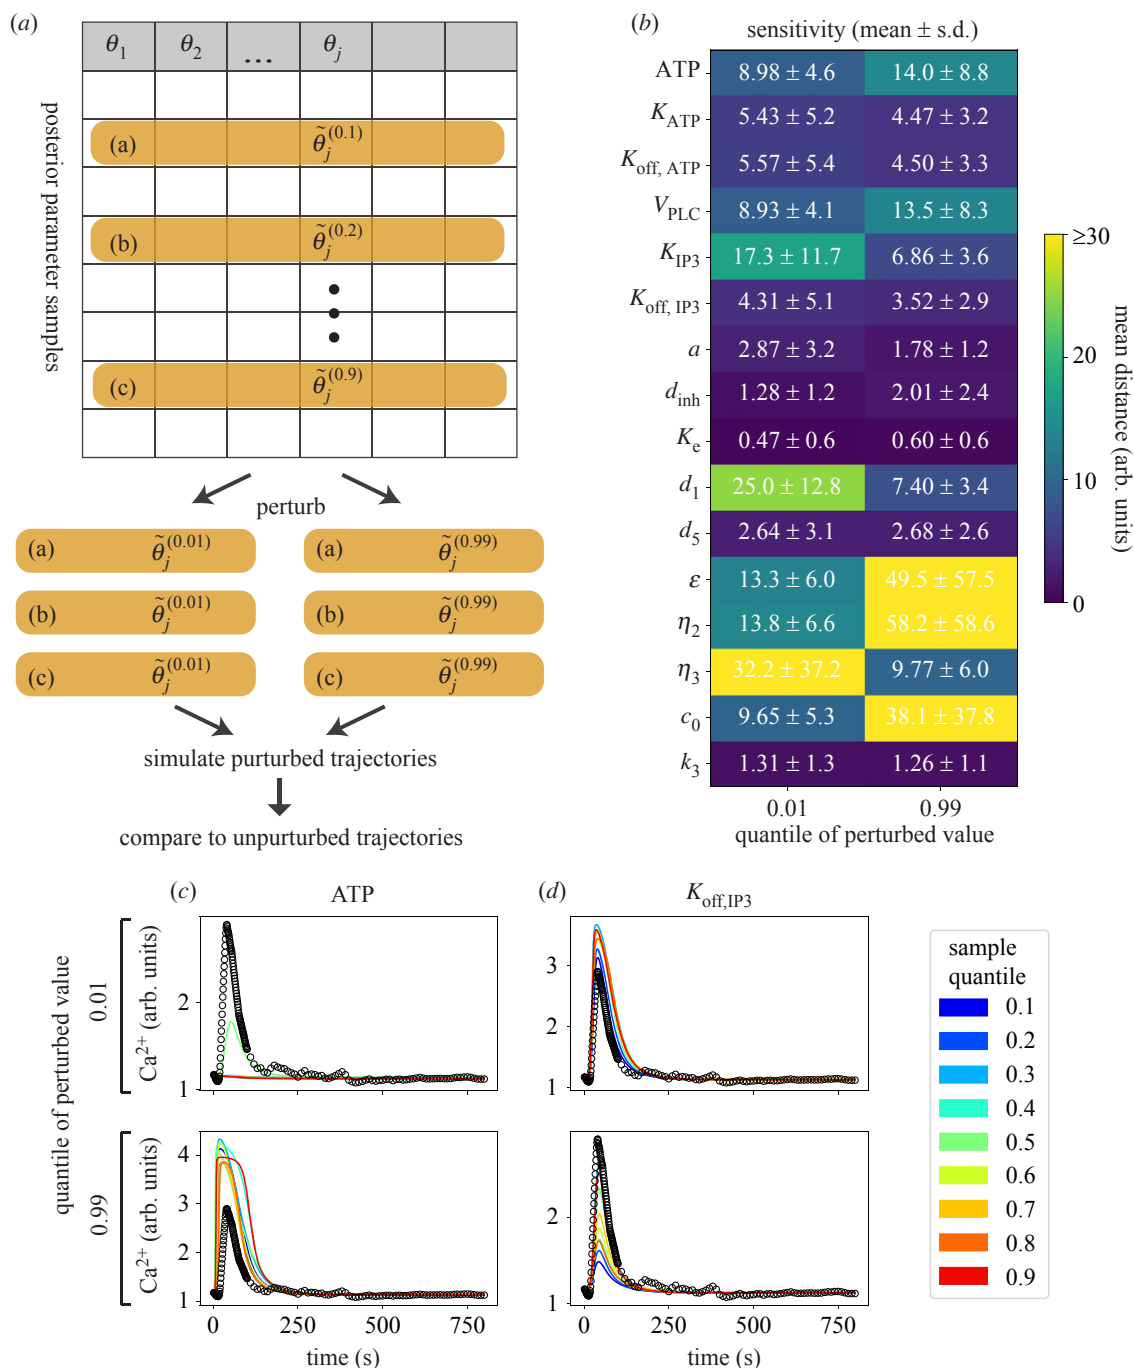 (a)
θ1 θ2 ... θj
posterior parameter samples
(a) θ̃j(0.1)
(b) θ̃j(0.2)
(c) θ̃j(0.9)
perturb
(a) θ̃j(0.01) (a) θ̃j(0.99)
(b) θ̃j(0.01) (b) θ̃j(0.99)
(c) θ̃j(0.01) (c) θ̃j(0.99)
simulate purturbed trajectories
compare to unpurturbed trajectories
(b)
sensitivity (mean ± s.d.)
ATP 8.98 ± 4.6 14.0 ± 8.8
KATP 5.43 ± 5.2 4.47 ± 3.2
Koff, ATP 5.57 ± 5.4 4.50 ± 3.3
VPLC 8.93 ± 4.1 13.5 ± 8.3
KIP3 17.3 ± 11.7 6.86 ± 3.6
Koff, IP3 4.31 ± 5.1 3.52 ± 2.9
a 2.87 ± 3.2 1.78 ± 1.2
dinh 1.28 ± 1.2 2.01 ± 2.4
Ke 0.47 ± 0.6 0.60 ± 0.6
d1 25.0 ± 12.8 7.40 ± 3.4
d5 2.64 ± 3.1 2.68 ± 2.6
ε 13.3 ± 6.0 49.5 ± 57.5
η2 13.8 ± 6.6 58.2 ± 58.6
η3 32.2 ± 37.2 9.77 ± 6.0
c0 9.65 ± 5.3 38.1 ± 37.8
k3 1.31 ± 1.3 1.26 ± 1.1
0.01 0.99
quantile of perturbed value
≥30
20
10
0
mean distance (arb. units)
(c) ATP
(d) Koff,IP3
quantile of perturbed value
0.01
Ca2+ (arb. units)
2
1
3
2
1
0.99
Ca2+ (arb. units)
4
3
2
1
2
1
0 250 500 750
time (s)
0 250 500 750
time (s)
sample
quantile
0.1
0.2
0.3
0.4
0.5
0.6
0.7
0.8
0.9